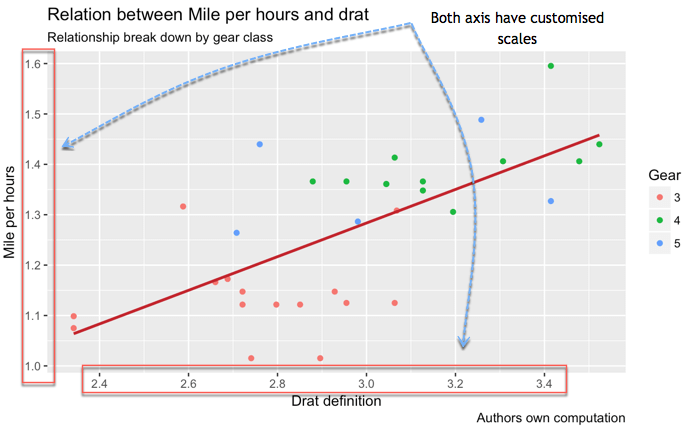 Relation between Mile per hours and drat
Relationship break down by gear class
Both axis have customised
scales
1.6
1.5
1.4
1.3
1.2
1.1
1.0
Mile per hours
2.4 2.6 2.8 3.0 3.2 3.4
Drat definition
Authors own computation
Gear
3
4
5